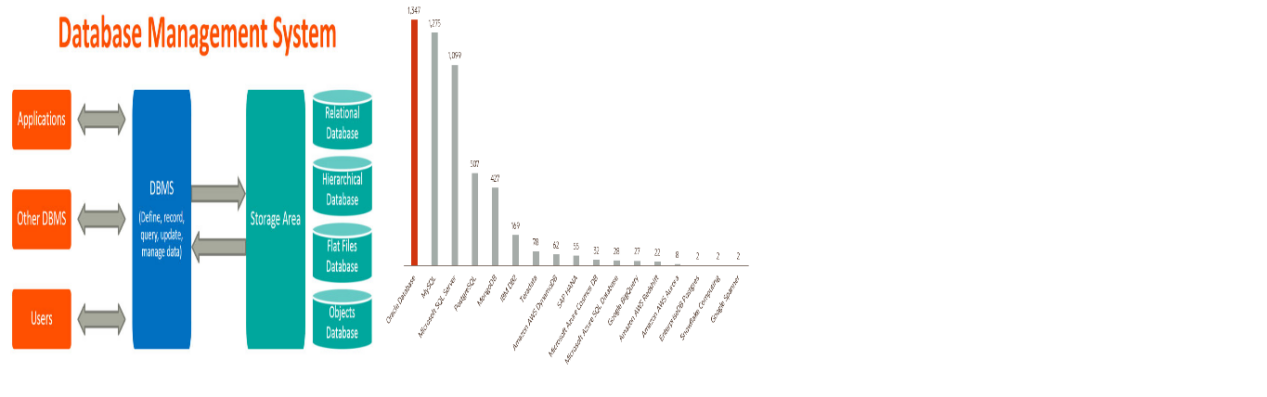 Database Management System
Applications
Other DBMS
Users
DBMS
(Define, record,
query, update,
manage data)
Storage Area
Relational
Database
Hierarchical
Database
Flat Files
Database
Objects
Database
1,347
1,275
1,099
507
427
169
78
62
55
32
28
27
22
8
2
2
2
Oracle Database
MySQL
Microsoft SQL Server
PostgreSQL
MongoDB
IBM DB2
Teradata
Amazon AWS DynamoDB
SAP HANA
Microsoft Azure Cosmos DB
Microsoft Azure SQL Database
Google BigQuery
Amazon AWS Redshift
Amazon AWS Aurora
EnterpriseDB Postgres
Snowflake Computing
Google Spanner